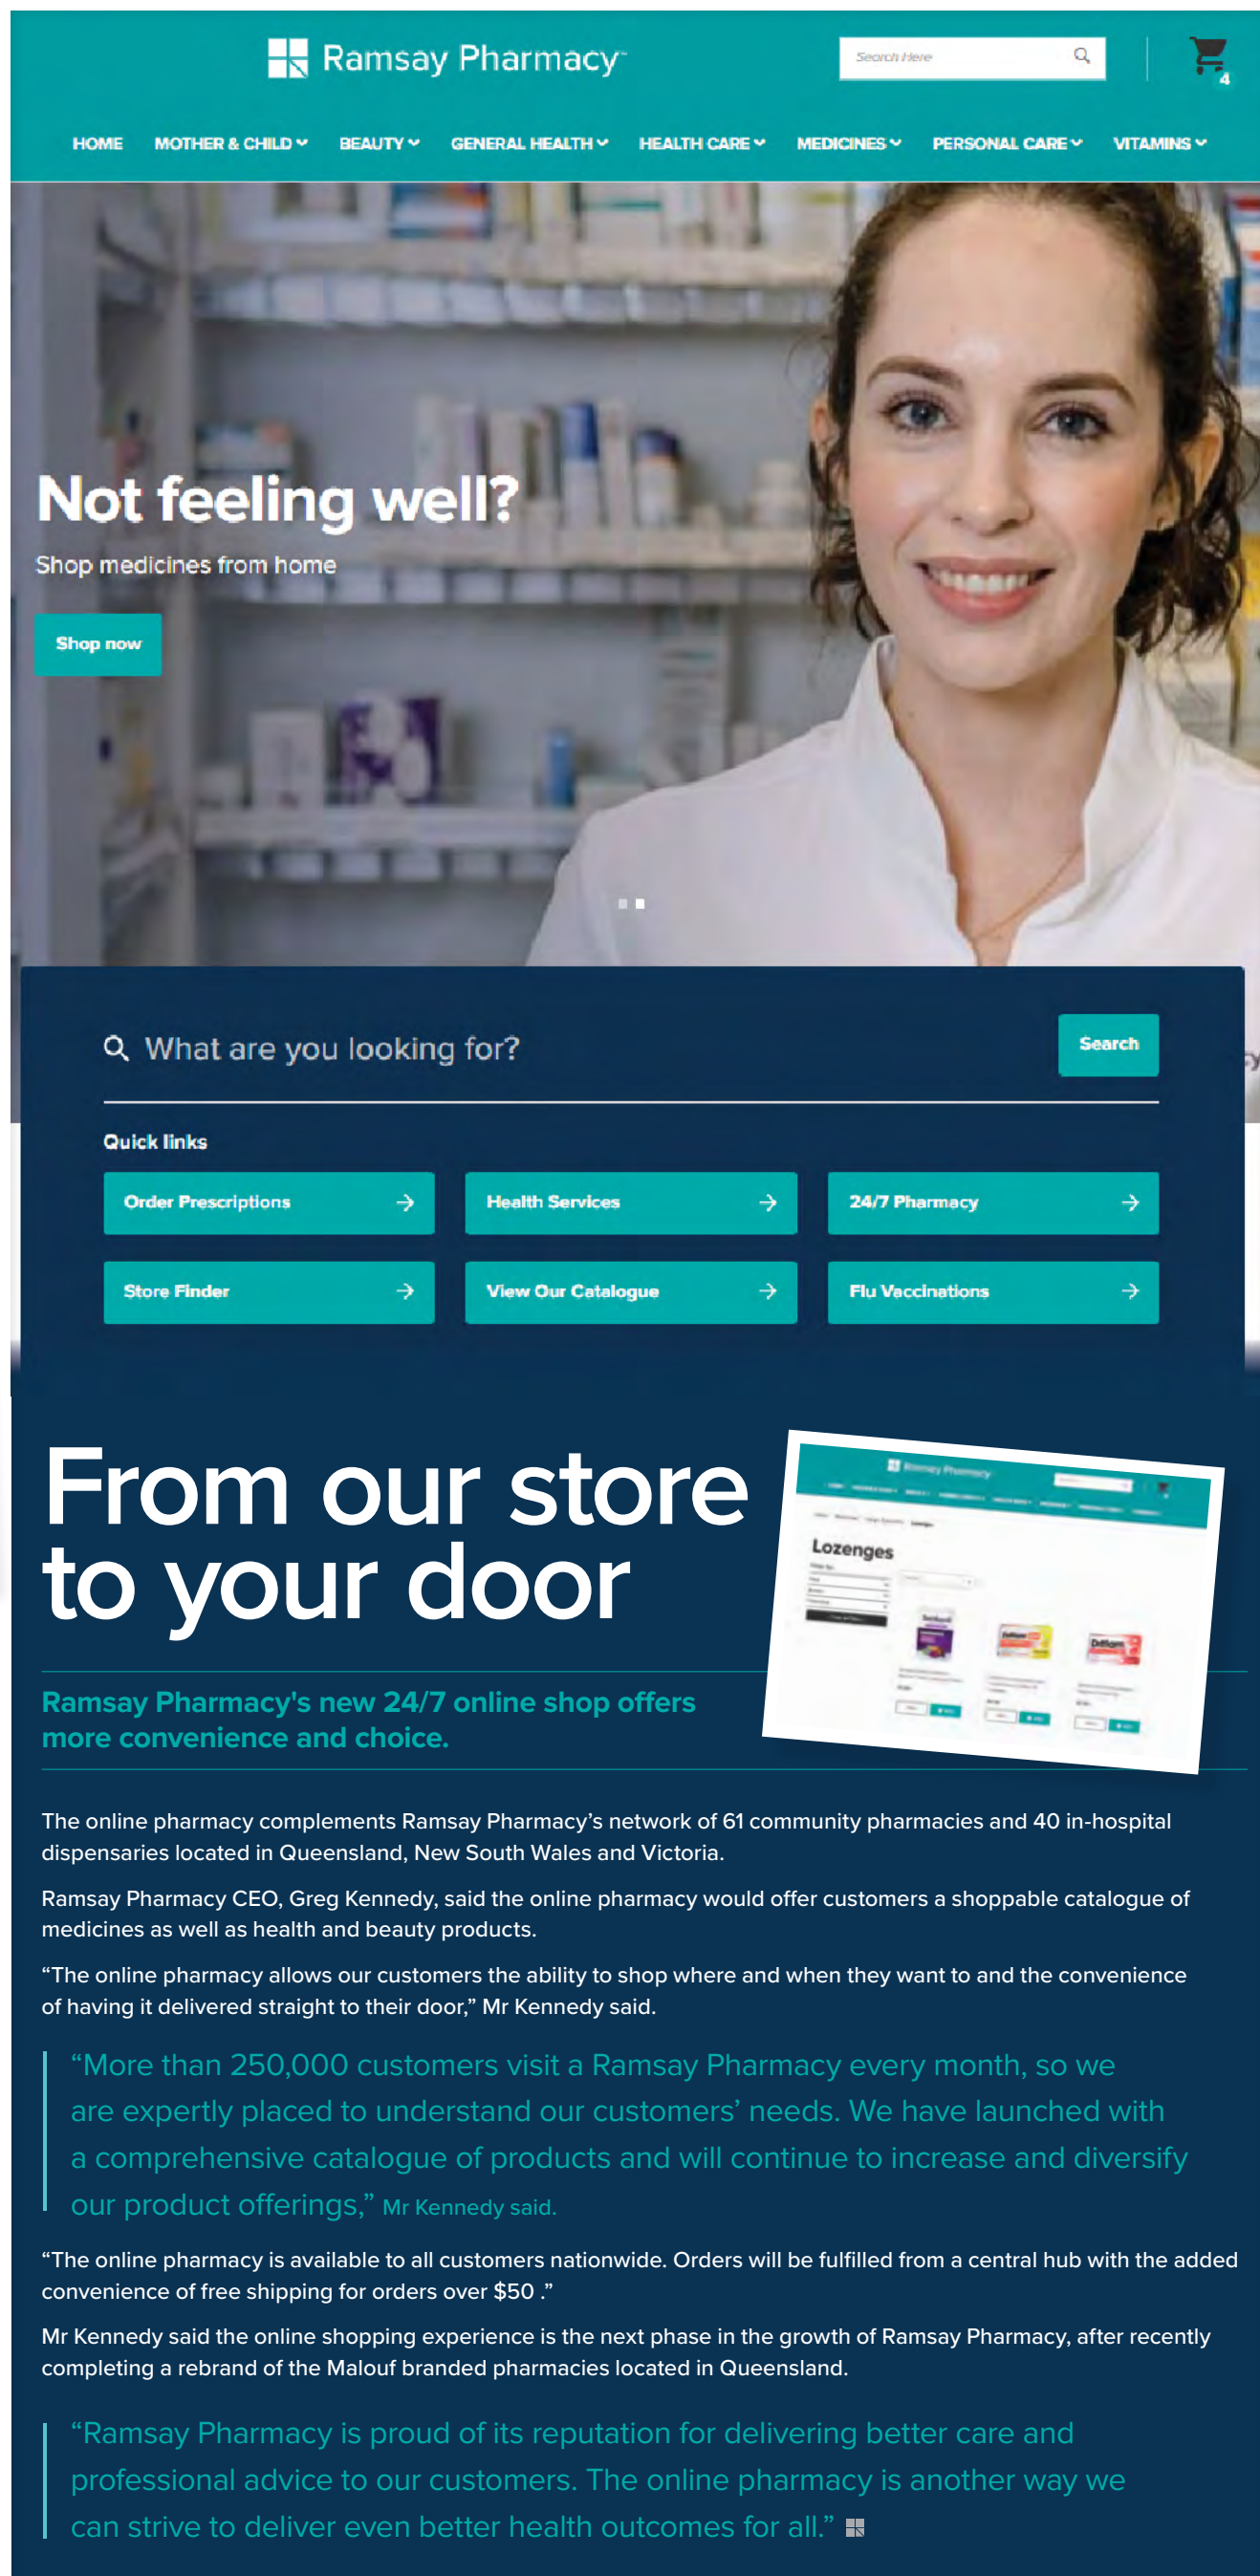 Ramsay Pharmacy™
Search Here
4
HOME MOTHER & CHILD BEAUTY GENERAL HEALTH HEALTH CARE MEDICINES PERSONAL CARE VITAMINS
Not feeling well?
Shop medicines from home
Shop now
What are you looking for?
Search
Quick links
Order Prescriptions
Health Services
24/7 Pharmacy
Store Finder
View Our Catalogue
Flu Vaccinations
From our store
to your door
Ramsay Pharmacy
Lozenges
Difflam
Difflam
Ramsay Pharmacy's new 24/7 online shop offers
more convenience and choice.
The online pharmacy complements Ramsay Pharmacy’s network of 61 community pharmacies and 40 in-hospital
dispensaries located in Queensland, New South Wales and Victoria.
Ramsay Pharmacy CEO, Greg Kennedy, said the online pharmacy would offer customers a shoppable catalogue of
medicines as well as health and beauty products.
“The online pharmacy allows our customers the ability to shop where and when they want to and the convenience
of having it delivered straight to their door,” Mr Kennedy said.
“More than 250,000 customers visit a Ramsay Pharmacy every month, so we
are expertly placed to understand our customers’ needs. We have launched with
a comprehensive catalogue of products and will continue to increase and diversify
our product offerings,” Mr Kennedy said.
“The online pharmacy is available to all customers nationwide. Orders will be fulfilled from a central hub with the added
convenience of free shipping for orders over $50 .”
Mr Kennedy said the online shopping experience is the next phase in the growth of Ramsay Pharmacy, after recently
completing a rebrand of the Malouf branded pharmacies located in Queensland.
“Ramsay Pharmacy is proud of its reputation for delivering better care and
professional advice to our customers. The online pharmacy is another way we
can strive to deliver even better health outcomes for all.”